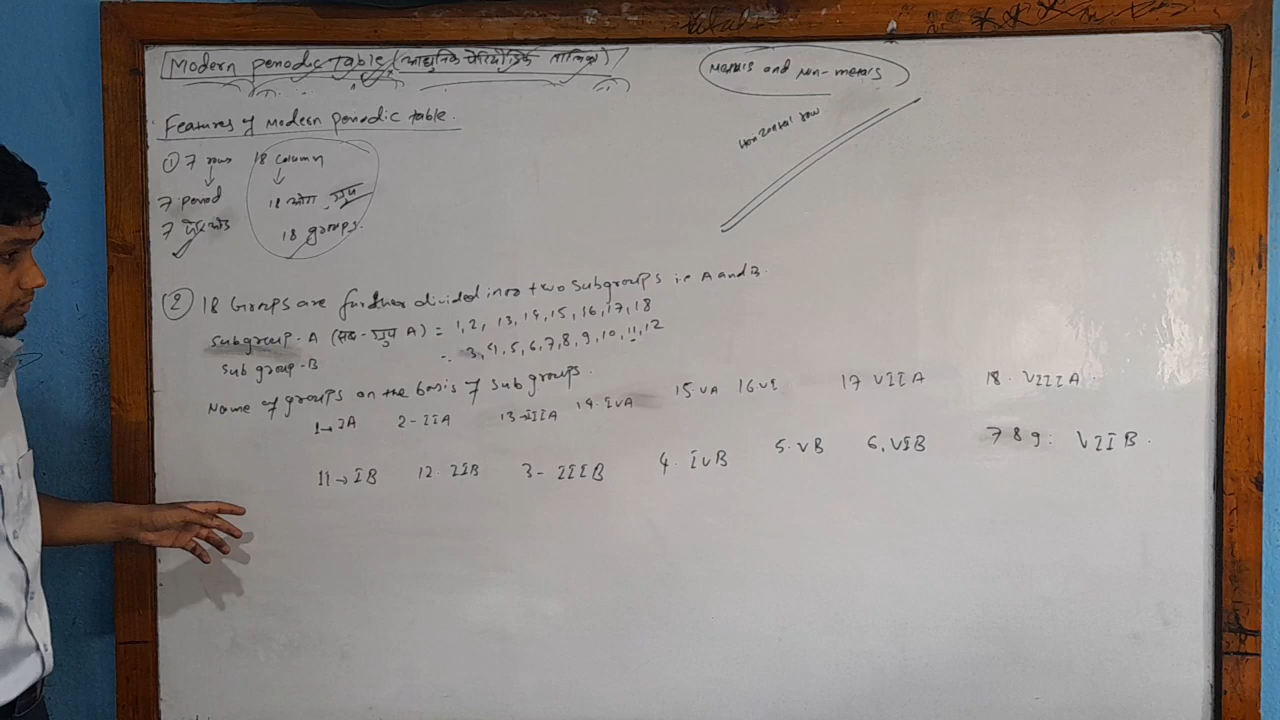 Modern periodic Table (आधुनिक पेरियोडिक तालिका)
Metals and Non-metals
Horizontal row
Features of Modern periodic table.
① 7 rows 18 column
↓ ↓
7 period 18 ग्रुप
7 18 groups.
② 18 Groups are further divided into two subgroups i.e A and B.
Subgroup-A (सब-ग्रुप A) = 1,2, 13,14,15,16,17,18
Sub group-B 3,4,5,6,7,8,9,10,11,12
Name of groups on the basis of sub groups.
1→IA 2-IIA 13→IIIA 14. IVA 15. VA 16 VI 17 VIIA 18. VIIIA
11→IB 12. IIB 3- IIIB 4. IVB 5. VB 6. VIB 7 8 9: VIIB.